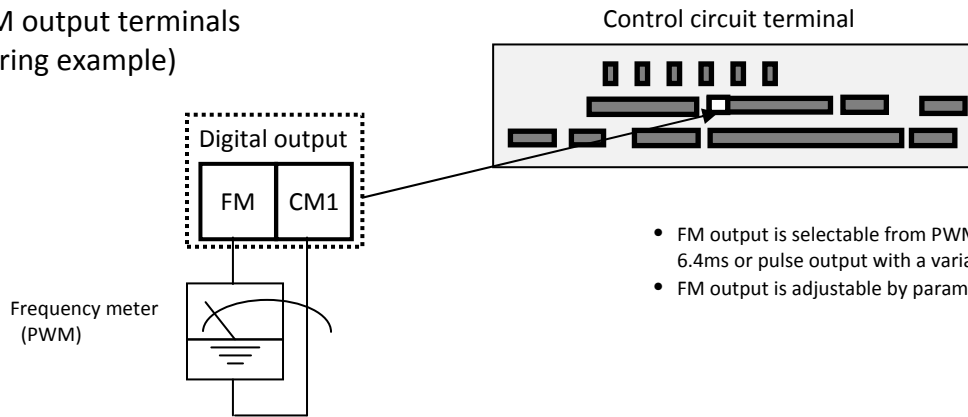 M output terminals
ring example)
Control circuit terminal
Digital output
FM
CM1
Frequency meter
(PWM)
• FM output is selectable from PWM
6.4ms or pulse output with a varia
• FM output is adjustable by param